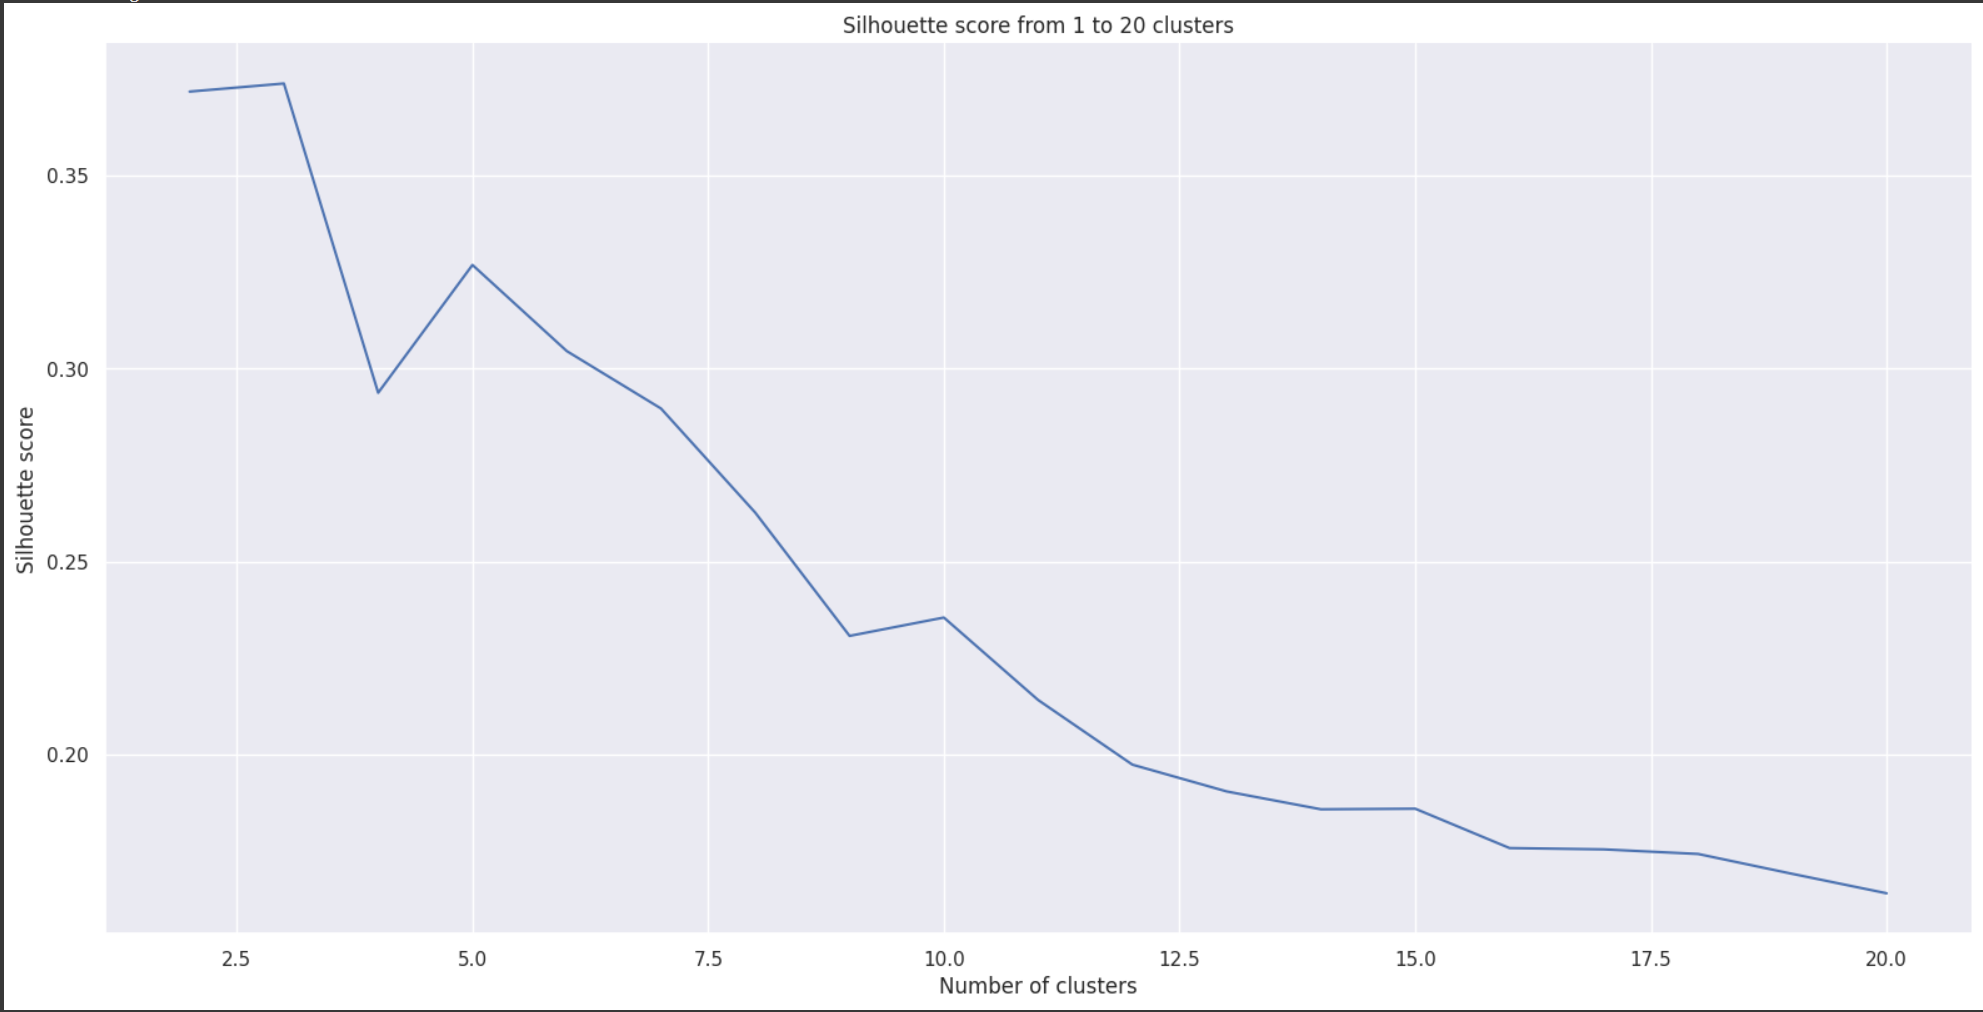 Silhouette score from 1 to 20 clusters
Silhouette score
0.35
0.30
0.25
0.20
2.5 5.0 7.5 10.0 12.5 15.0 17.5 20.0
Number of clusters